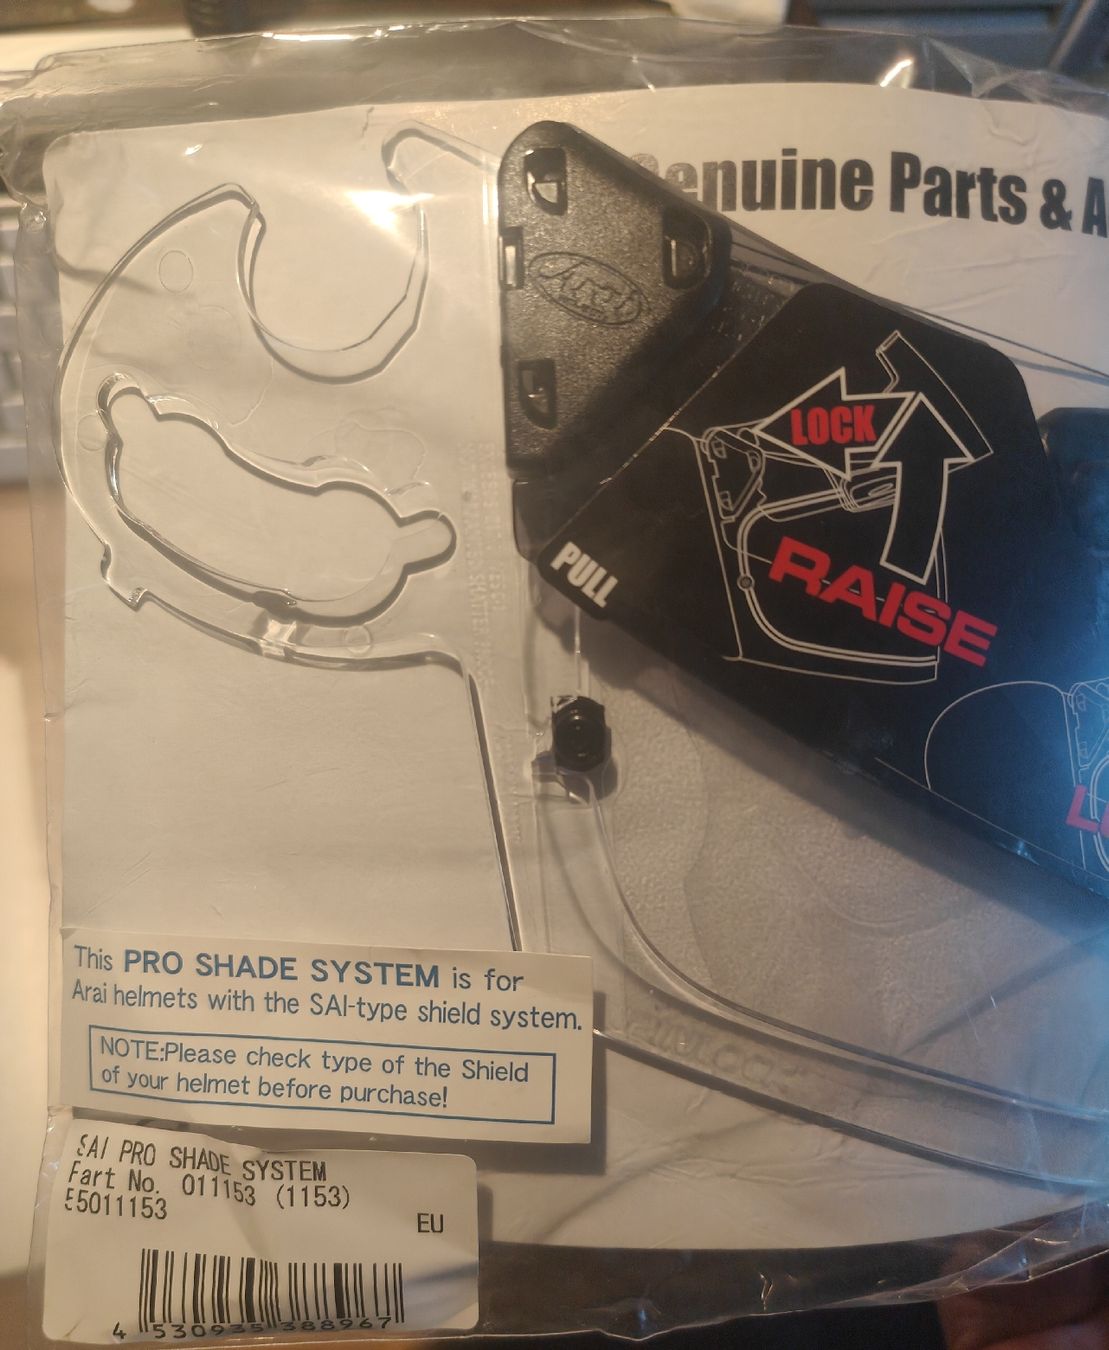 enuine Parts & A
Arai
LOCK
RAISE
PULL
This PRO SHADE SYSTEM is for
Arai helmets with the SAI-type shield system.
NOTE:Please check type of the Shield
of your helmet before purchase!
SAI PRO SHADE SYSTEM
Part No. 011153 (1153)
55011153
EU
4 530935 388967